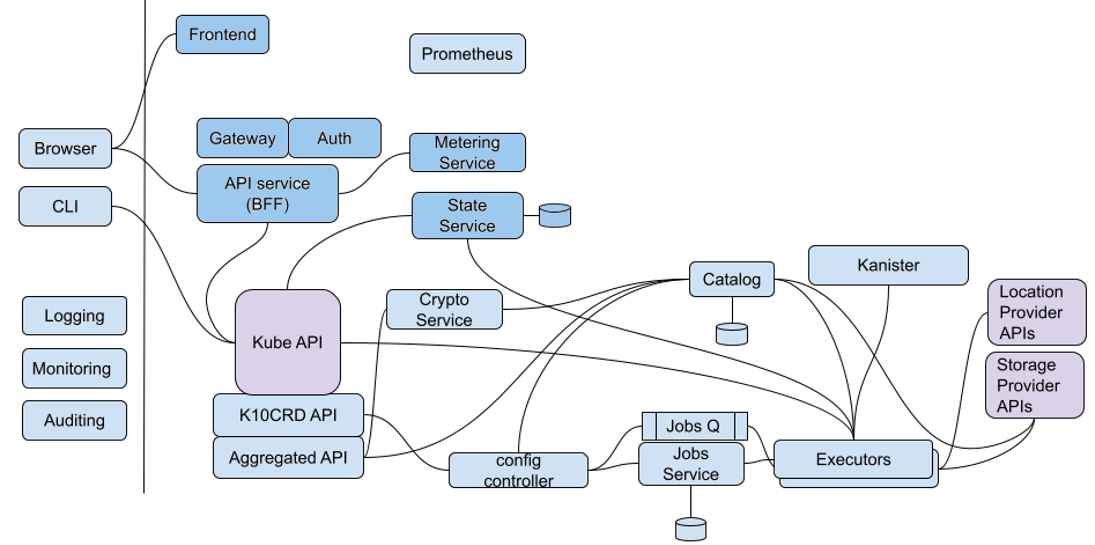 Frontend
Prometheus
Browser
Gateway
Auth
Metering
Service
CLI
API service
(BFF)
State
Service
Logging
Monitoring
Auditing
Kube API
Crypto
Service
Catalog
Kanister
Location
Provider
APIs
Storage
Provider
APIs
K10CRD API
Aggregated API
config
controller
Jobs Q
Jobs
Service
Executors